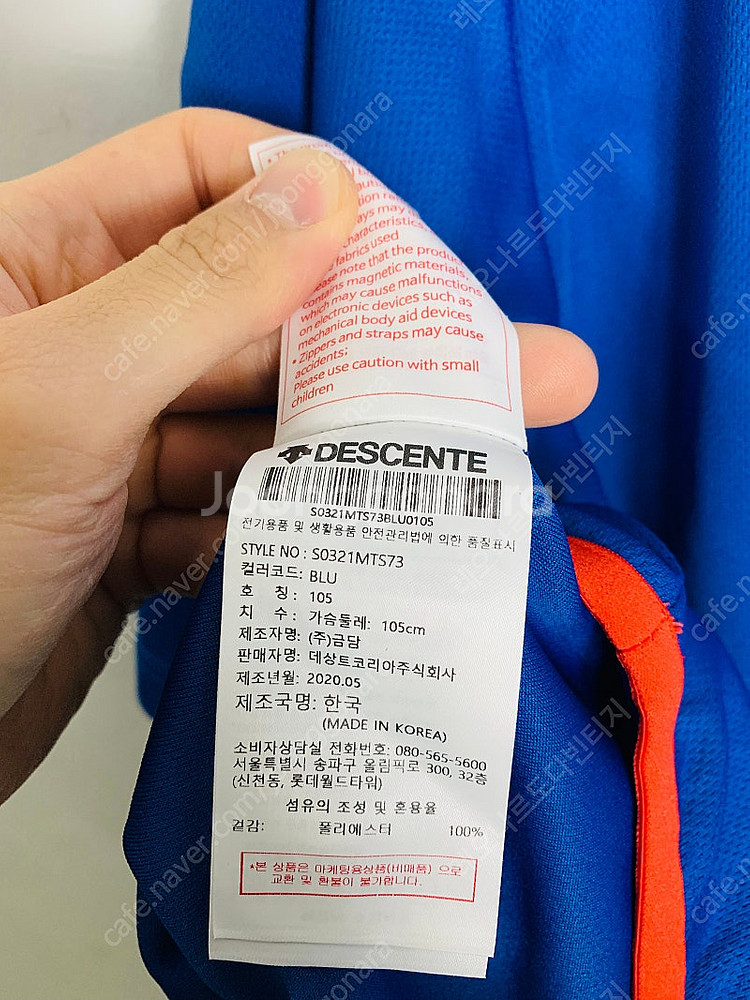 ays may
characteristics.
fabrics used
ease note that the produc
contains magnetic materials,
which may cause malfunctions
on electronic devices such as
mechanical body aid devices
* Zippers and straps may cause
accidents;
Please use caution with small
children
DESCENTE
S0321MTS73BLU0105
전기용품 및 생활용품 안전관리법에 의한 품질표시
STYLE NO : S0321MTS73
컬러코드: BLU
호 칭 : 105
치 수 : 가슴둘레: 105cm
제조자명: (주)금담
판매자명: 데상트코리아주식회사
제조년월: 2020.05
제조국명: 한국
(MADE IN KOREA)
소비자상담실 전화번호: 080-565-5600
서울특별시 송파구 올림픽로 300, 32층
(신천동, 롯데월드타워)
섬유의 조성 및 혼용율
겉감: 폴리에스터 100%
*본 상품은 마케팅용상품(비매품) 으로
교환 및 환불이 불가합니다.
Joonggonara
cafe.naver.com/joonggonara